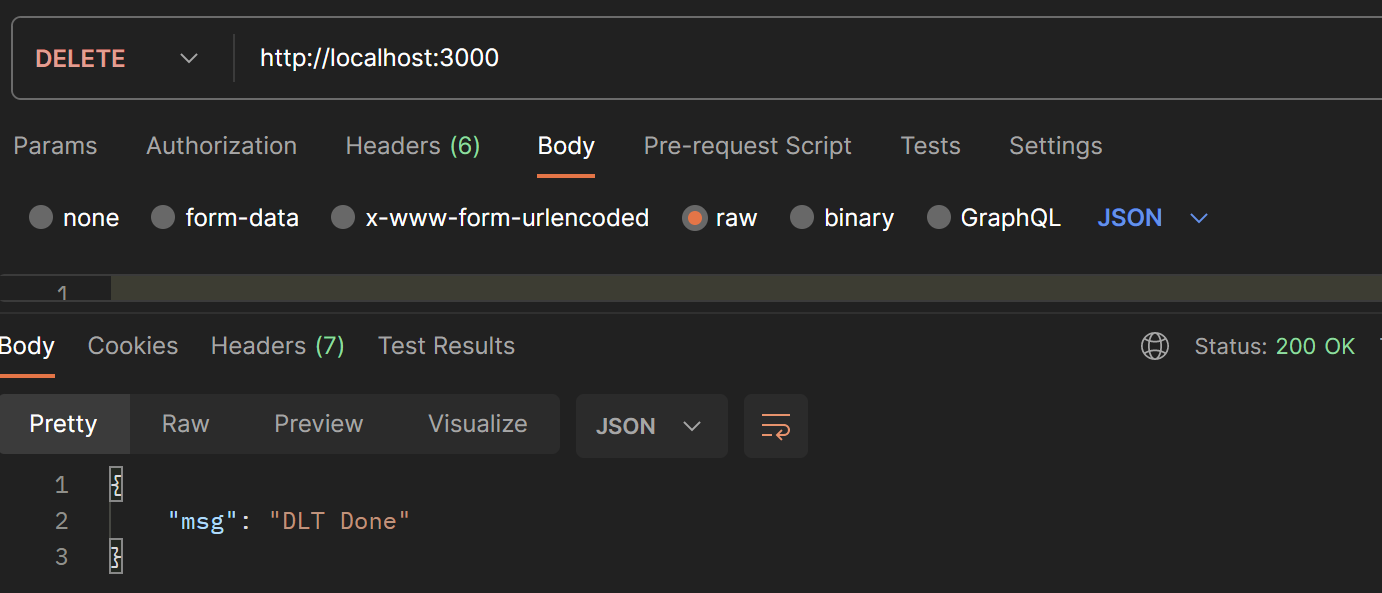 DELETE http://localhost:3000
Params Authorization Headers (6) Body Pre-request Script Tests Settings
none form-data x-www-form-urlencoded raw binary GraphQL JSON
1
Body Cookies Headers (7) Test Results Status: 200 OK
Pretty Raw Preview Visualize JSON
1 {
2 "msg": "DLT Done"
3 }